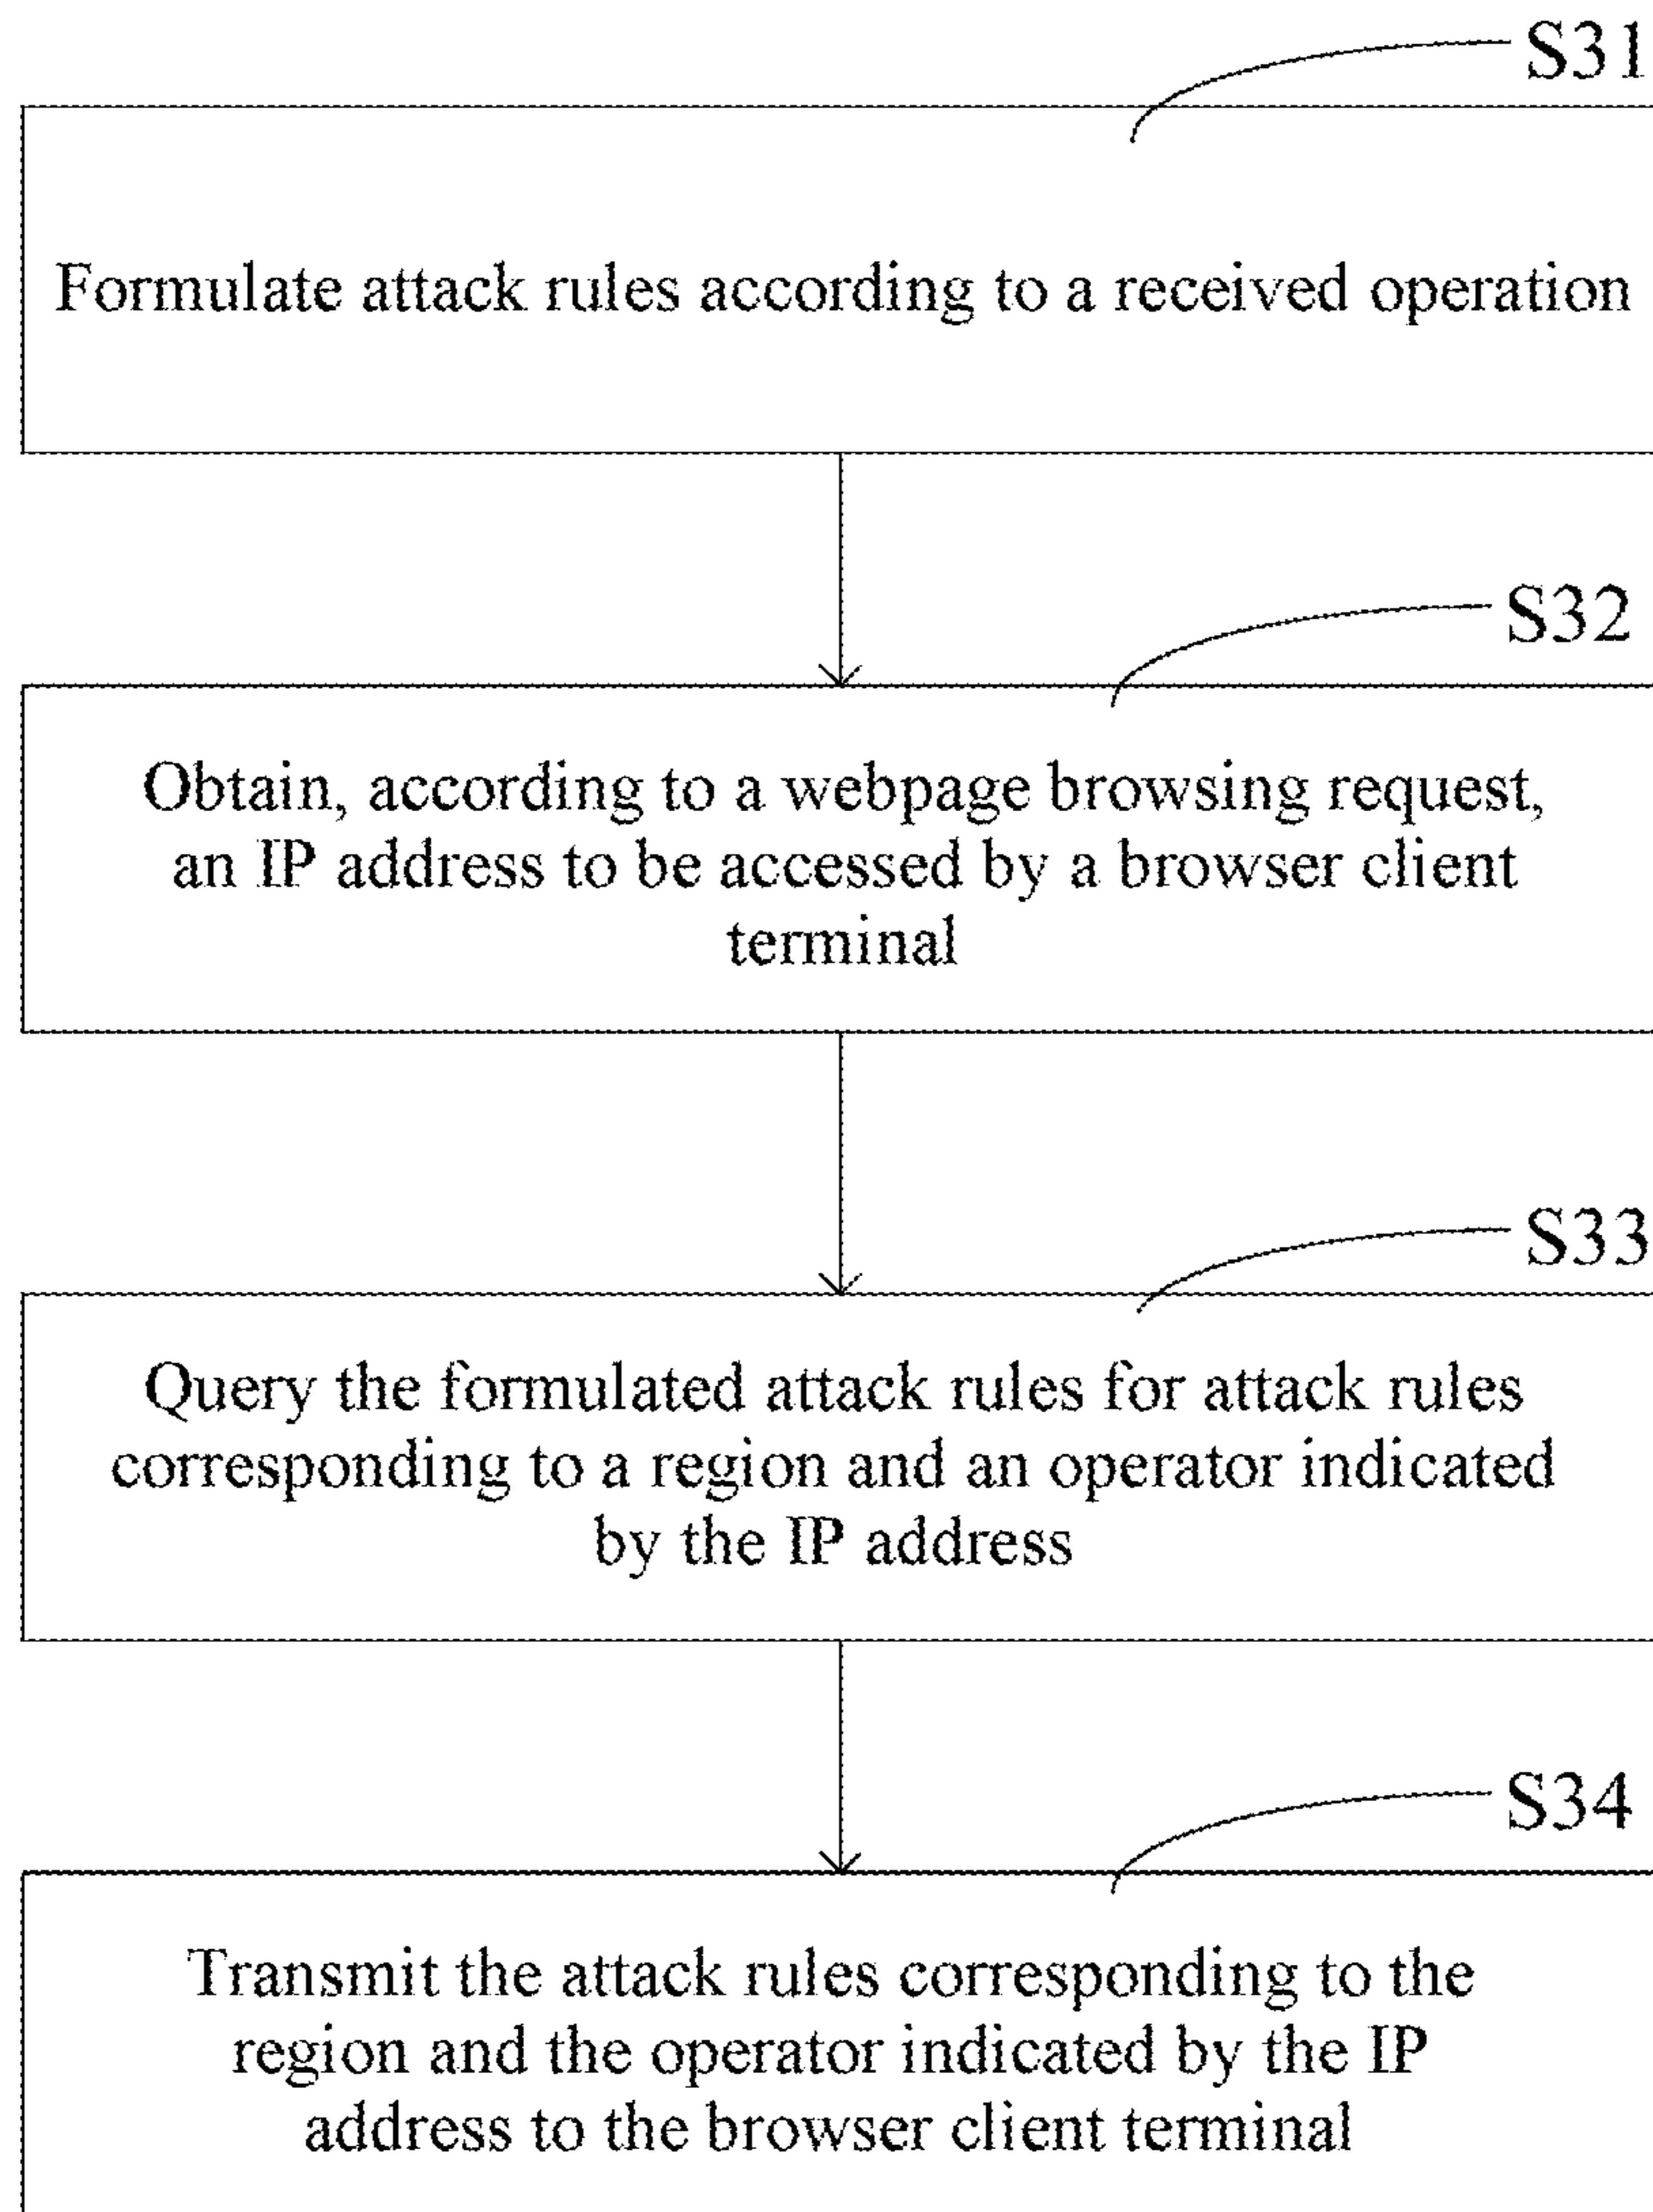 S31
Formulate attack rules according to a received operation
S32
Obtain, according to a webpage browsing request,
an IP address to be accessed by a browser client
terminal
S33
Query the formulated attack rules for attack rules
corresponding to a region and an operator indicated
by the IP address
S34
Transmit the attack rules corresponding to the
region and the operator indicated by the IP
address to the browser client terminal